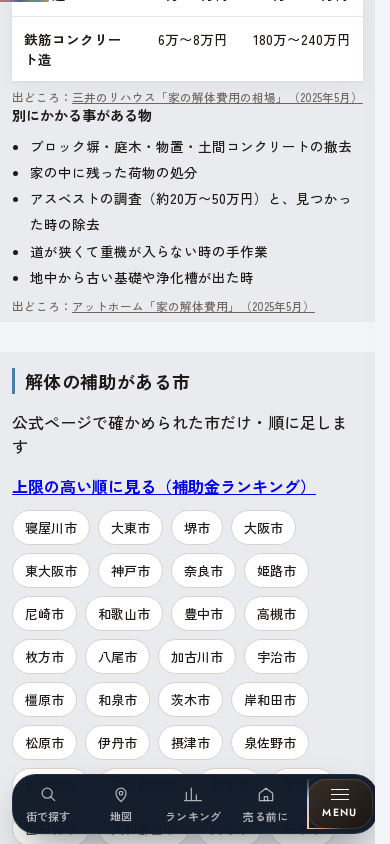 鉄筋コンクリー 6万〜8万円 180万〜240万円
ト造
出どころ：三井のリハウス「家の解体費用の相場」（2025年5月）
別にかかる事がある物
ブロック塀・庭木・物置・土間コンクリートの撤去
家の中に残った荷物の処分
アスベストの調査（約20万〜50万円）と、見つかっ
た時の除去
道が狭くて重機が入らない時の手作業
地中から古い基礎や浄化槽が出た時
出どころ：アットホーム「家の解体費用」（2025年5月）
解体の補助がある市
公式ページで確かめられた市だけ・順に足しま
す
上限の高い順に見る（補助金ランキング）
寝屋川市 大東市 堺市 大阪市
東大阪市 神戸市 奈良市 姫路市
尼崎市 和歌山市 豊中市 高槻市
枚方市 八尾市 加古川市 宇治市
橿原市 和泉市 茨木市 岸和田市
松原市 伊丹市 摂津市 泉佐野市
街で探す 地図 ランキング 売る前に MENU